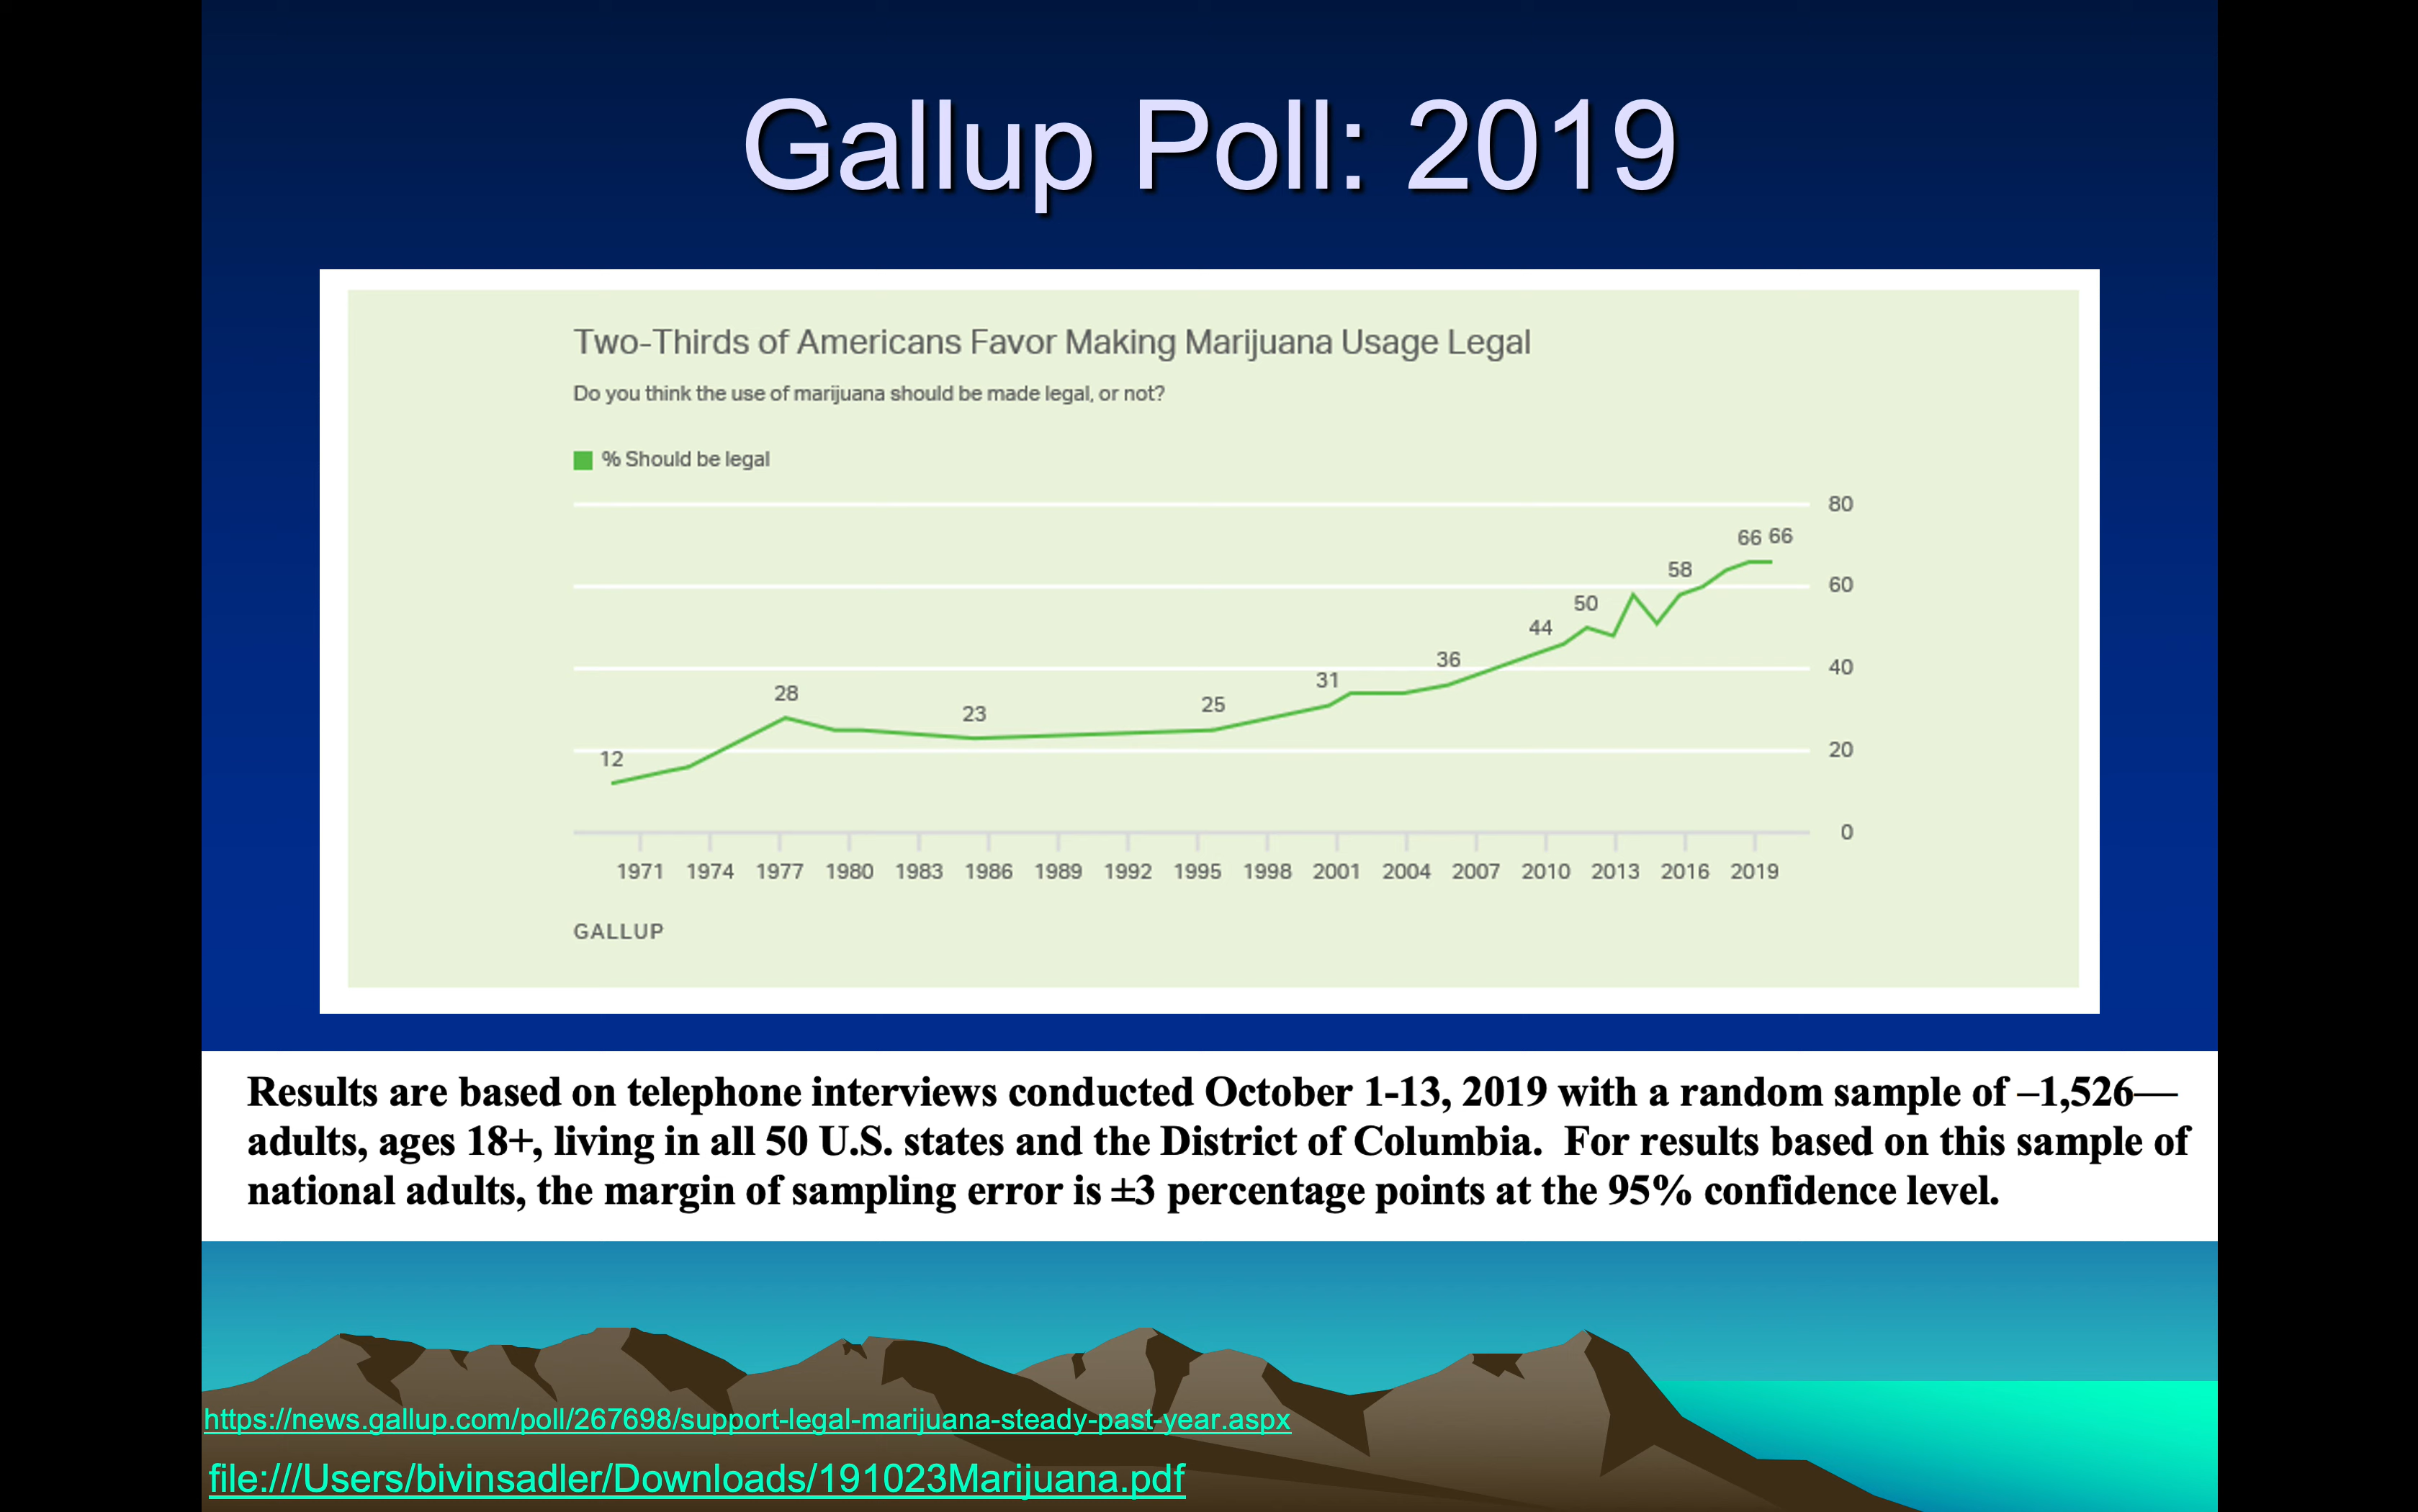 Gallup Poll: 2019
Two-Thirds of Americans Favor Making Marijuana Usage Legal
Do you think the use of marijuana should be made legal, or not?
% Should be legal
80
66 66
58
60
50
44
36
40
31
28
25
23
12
20
0
1971 1974 1977 1980 1983 1986 1989 1992 1995 1998 2001 2004 2007 2010 2013 2016 2019
GALLUP
Results are based on telephone interviews conducted October 1-13, 2019 with a random sample of –1,526—
adults, ages 18+, living in all 50 U.S. states and the District of Columbia.  For results based on this sample of
national adults, the margin of sampling error is ±3 percentage points at the 95% confidence level.
https://news.gallup.com/poll/267698/support-legal-marijuana-steady-past-year.aspx
file:///Users/bivinsadler/Downloads/191023Marijuana.pdf